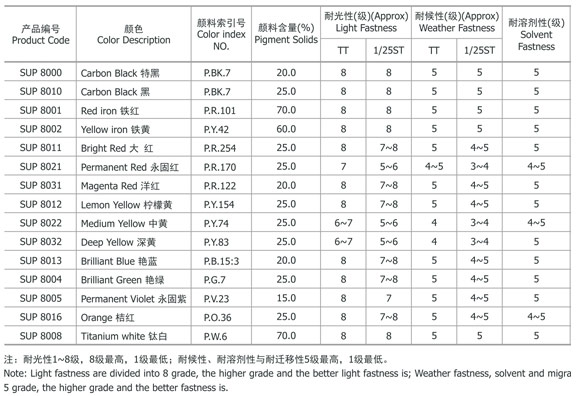 产品编号 颜色 颜料索引号 颜料含量(%) 耐光性(级)(Approx) 耐候性(级)(Approx) 耐溶剂性(级)
Product Code Color Description Color index NO. Pigment Solids Light Fastness Weather Fastness Solvent Fastness
TT 1/25ST TT 1/25ST
SUP 8000 Carbon Black 特黑 P.BK.7 20.0 8 8 5 5 5
SUP 8010 Carbon Black 黑 P.BK.7 25.0 8 8 5 5 5
SUP 8001 Red iron 铁红 P.R.101 70.0 8 8 5 5 5
SUP 8002 Yellow iron 铁黄 P.Y.42 60.0 8 8 5 5 5
SUP 8011 Bright Red 大 红 P.R.254 25.0 8 7~8 5 4~5 5
SUP 8021 Permanent Red 永固红 P.R.170 25.0 7 5~6 4~5 3~4 4~5
SUP 8031 Magenta Red 洋红 P.R.122 20.0 8 7~8 5 4~5 5
SUP 8012 Lemon Yellow 柠檬黄 P.Y.154 25.0 8 7~8 5 4~5 5
SUP 8022 Medium Yellow 中黄 P.Y.74 25.0 6~7 5~6 4 3~4 4~5
SUP 8032 Deep Yellow 深黄 P.Y.83 25.0 6~7 5~6 4 3~4 5
SUP 8013 Brilliant Blue 艳蓝 P.B.15:3 20.0 8 7~8 5 4~5 5
SUP 8004 Brilliant Green 艳绿 P.G.7 25.0 8 7~8 5 4~5 5
SUP 8005 Permanent Violet 永固紫 P.V.23 15.0 8 7 5 4~5 5
SUP 8016 Orange 桔红 P.O.36 25.0 8 7~8 5 4~5 4~5
SUP 8008 Titanium white 钛白 P.W.6 70.0 8 8 5 5 5
注：耐光性1~8级，8级最高，1级最低；耐候性、耐溶剂性与耐迁移性5级最高，1级最低。
Note: Light fastness are divided into 8 grade, the higher grade and the better light fastness is; Weather fastness, solvent and migra
5 grade, the higher grade and the better fastness is.